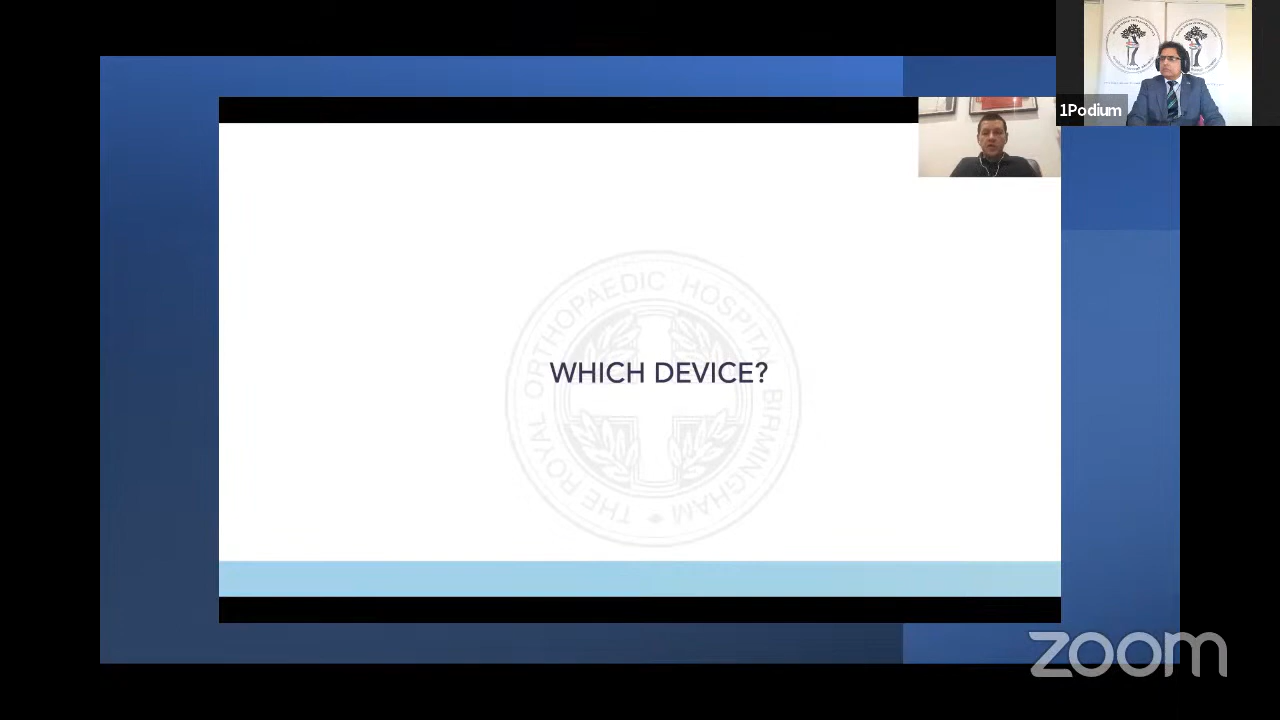 1Podium
WHICH DEVICE?
THE ROYAL ORTHOPAEDIC HOSPITAL BIRMINGHAM
zoom